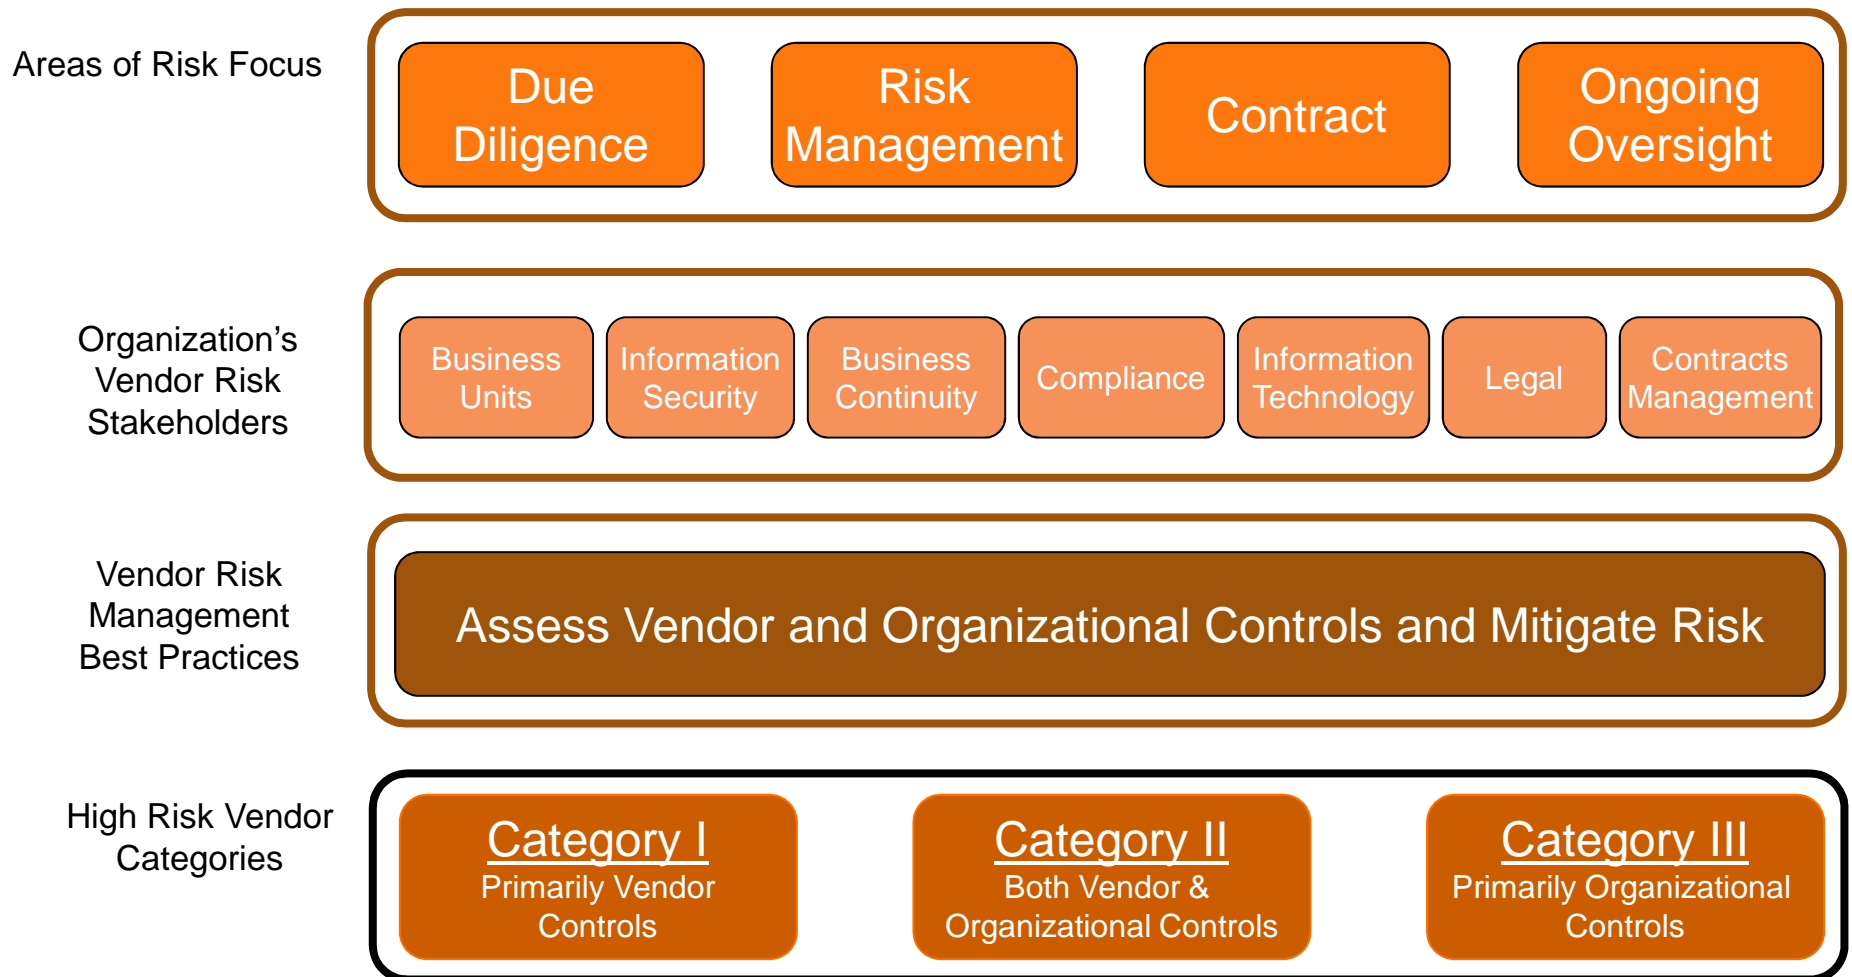 Areas of Risk Focus
Due
Diligence
Risk
Management
Contract
Ongoing
Oversight
Organization’s
Vendor Risk
Stakeholders
Business
Units
Information
Security
Business
Continuity
Compliance
Information
Technology
Legal
Contracts
Management
Vendor Risk
Management
Best Practices
Assess Vendor and Organizational Controls and Mitigate Risk
High Risk Vendor
Categories
Category I
Primarily Vendor
Controls
Category II
Both Vendor &
Organizational Controls
Category III
Primarily Organizational
Controls